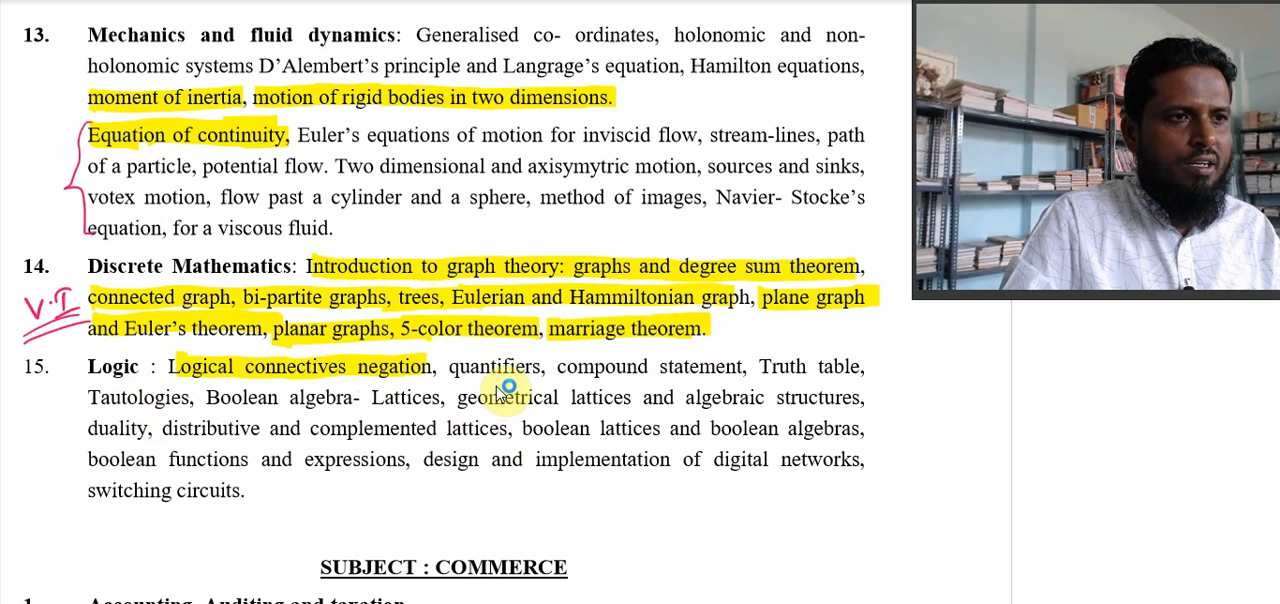 13. Mechanics and fluid dynamics: Generalised co- ordinates, holonomic and non-
holonomic systems D'Alembert's principle and Langrage's equation, Hamilton equations,
moment of inertia, motion of rigid bodies in two dimensions.
Equation of continuity, Euler's equations of motion for inviscid flow, stream-lines, path
of a particle, potential flow. Two dimensional and axisymytric motion, sources and sinks,
votex motion, flow past a cylinder and a sphere, method of images, Navier- Stocke's
equation, for a viscous fluid.
14. Discrete Mathematics: Introduction to graph theory: graphs and degree sum theorem,
V.I connected graph, bi-partite graphs, trees, Eulerian and Hammiltonian graph, plane graph
and Euler's theorem, planar graphs, 5-color theorem, marriage theorem.
15. Logic : Logical connectives negation, quantifiers, compound statement, Truth table,
Tautologies, Boolean algebra- Lattices, geometrical lattices and algebraic structures,
duality, distributive and complemented lattices, boolean lattices and boolean algebras,
boolean functions and expressions, design and implementation of digital networks,
switching circuits.
SUBJECT : COMMERCE
1. Accounting, Auditing and taxation